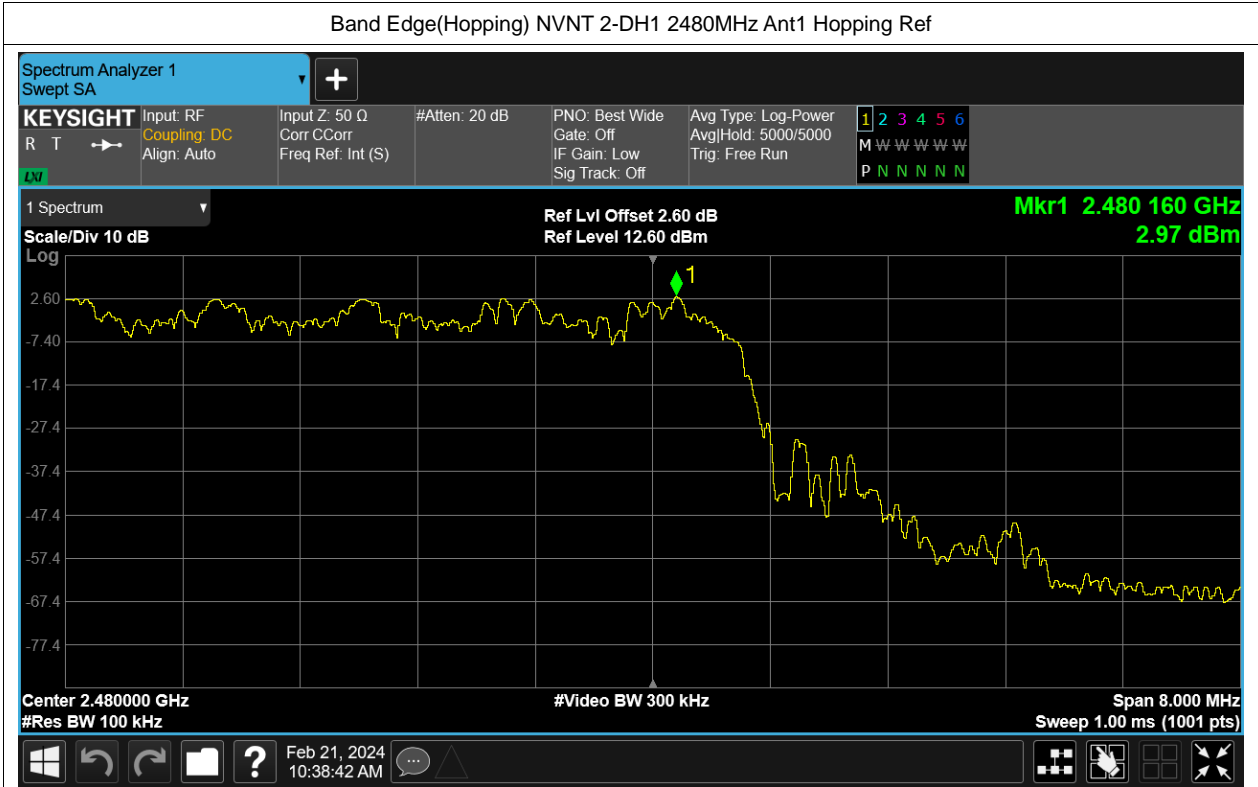 Band Edge(Hopping) NVNT 2-DH1 2480MHz Ant1 Hopping Ref
Spectrum Analyzer 1
Swept SA
KEYSIGHT
R T
LXI
Input: RF
Coupling: DC
Align: Auto
Input Z: 50 Ω
Corr CCorr
Freq Ref: Int (S)
#Atten: 20 dB
PNO: Best Wide
Gate: Off
IF Gain: Low
Sig Track: Off
Avg Type: Log-Power
Avg|Hold: 5000/5000
Trig: Free Run
1 2 3 4 5 6
M W W W W W
P N N N N N
1 Spectrum
Scale/Div 10 dB
Log
Ref Lvl Offset 2.60 dB
Ref Level 12.60 dBm
Mkr1 2.480 160 GHz
2.97 dBm
1
2.60
-7.40
-17.4
-27.4
-37.4
-47.4
-57.4
-67.4
-77.4
Center 2.480000 GHz
#Res BW 100 kHz
#Video BW 300 kHz
Span 8.000 MHz
Sweep 1.00 ms (1001 pts)
?
Feb 21, 2024
10:38:42 AM